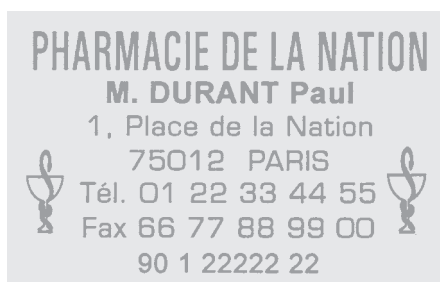 PHARMACIE DE LA NATION
M. DURANT Paul
1, Place de la Nation
75012 PARIS
Tél. 01 22 33 44 55
Fax 66 77 88 99 00
90 1 22222 22